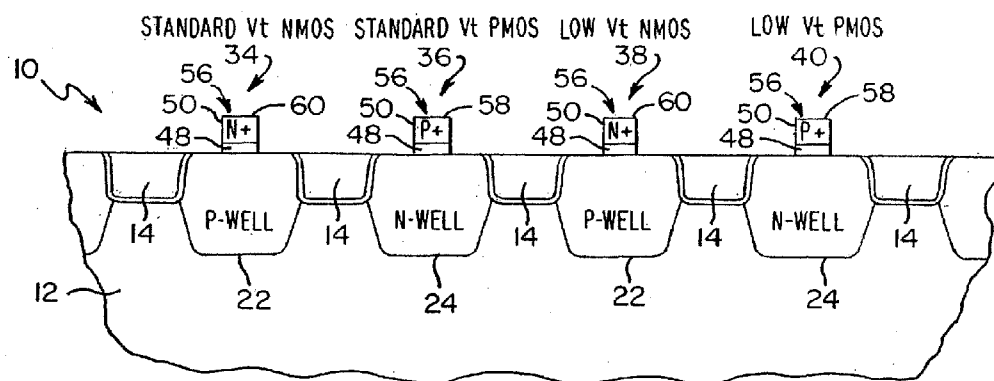 STANDARD Vt NMOS STANDARD Vt PMOS LOW Vt NMOS LOW Vt PMOS
10 34 36 38 40
56 56 56 56
50 N+ 60 50 P+ 58 50 N+ 60 50 P+ 58
48 48 48 48
14 P-WELL 14 N-WELL 14 P-WELL 14 N-WELL 14
12 22 24 22 24